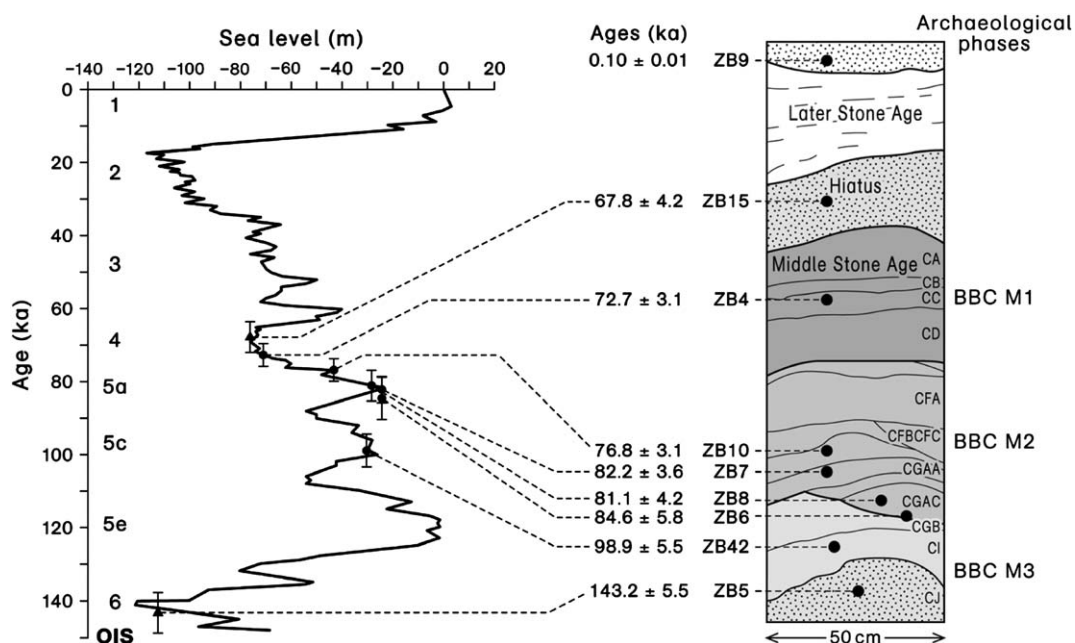 Sea level (m)
−140 −120 −100 −80 −60 −40 −20 0 20
Age (ka)
0
20
40
60
80
100
120
140
1
2
3
4
5a
5c
5e
6
OIS
Ages (ka)
0.10 ± 0.01 ZB9
67.8 ± 4.2 ZB15
72.7 ± 3.1 ZB4
76.8 ± 3.1 ZB10
82.2 ± 3.6 ZB7
81.1 ± 4.2 ZB8
84.6 ± 5.8 ZB6
98.9 ± 5.5 ZB42
143.2 ± 5.5 ZB5
Archaeological
phases
Later Stone Age
Hiatus
Middle Stone Age
CA
CB
CC
CD
CFA
CFBCFC
CGAA
CGAC
CGB
CI
CJ
BBC M1
BBC M2
BBC M3
50 cm